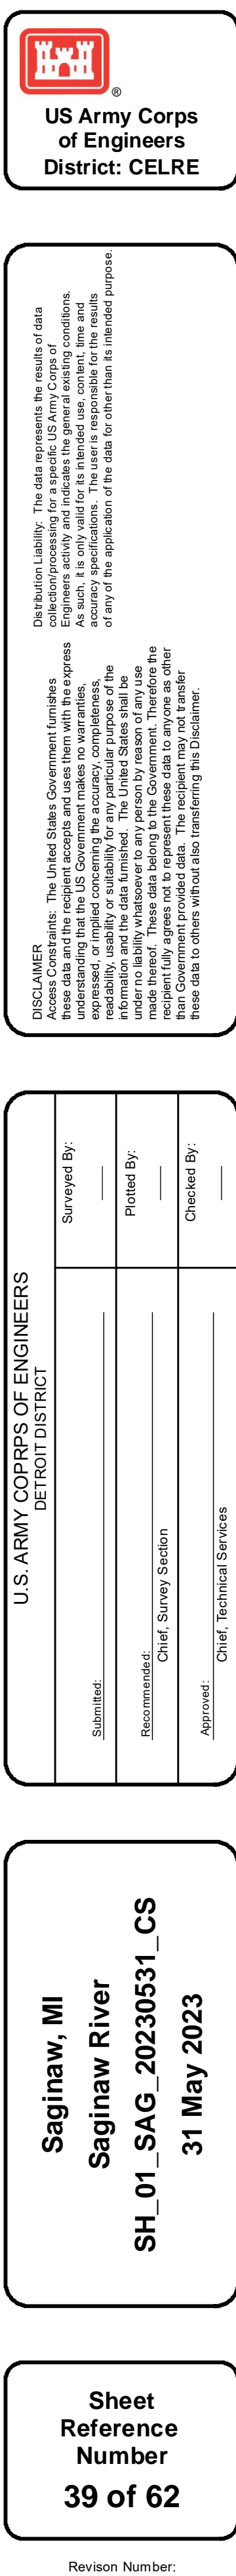 ®
US Army Corps
of Engineers
District: CELRE
DISCLAIMER
Access Constraints: The United States Government furnishes
these data and the recipient accepts and uses them with the express
understanding that the US Government makes no warranties,
expressed, or implied concerning the accuracy, completeness,
readability, usability or suitability for any particular purpose of the
information and the data furnished. The United States shall be
under no liability whatsoever to any person by reason of any use
made thereof. These data belong to the Government. Therefore the
recipient fully agrees not to represent these data to anyone as other
than Government provided data. The recipient may not transfer
these data to others without also transferring this Disclaimer.
Distribution Liability: The data represents the results of data
collection/processing for a specific US Army Corps of
Engineers activity and indicates the general existing conditions.
As such, it is only valid for its intended use, content, time and
accuracy specifications. The user is responsible for the results
of any of the application of the data for other than its intended purpose.
U.S. ARMY COPRPS OF ENGINEERS
DETROIT DISTRICT
Submitted:
Surveyed By:
Recommended:
Chief, Survey Section
Plotted By:
Approved:
Chief, Technical Services
Checked By:
Saginaw, MI
Saginaw River
SH_01_SAG_20230531_CS
31 May 2023
Sheet
Reference
Number
39 of 62
Revison Number: